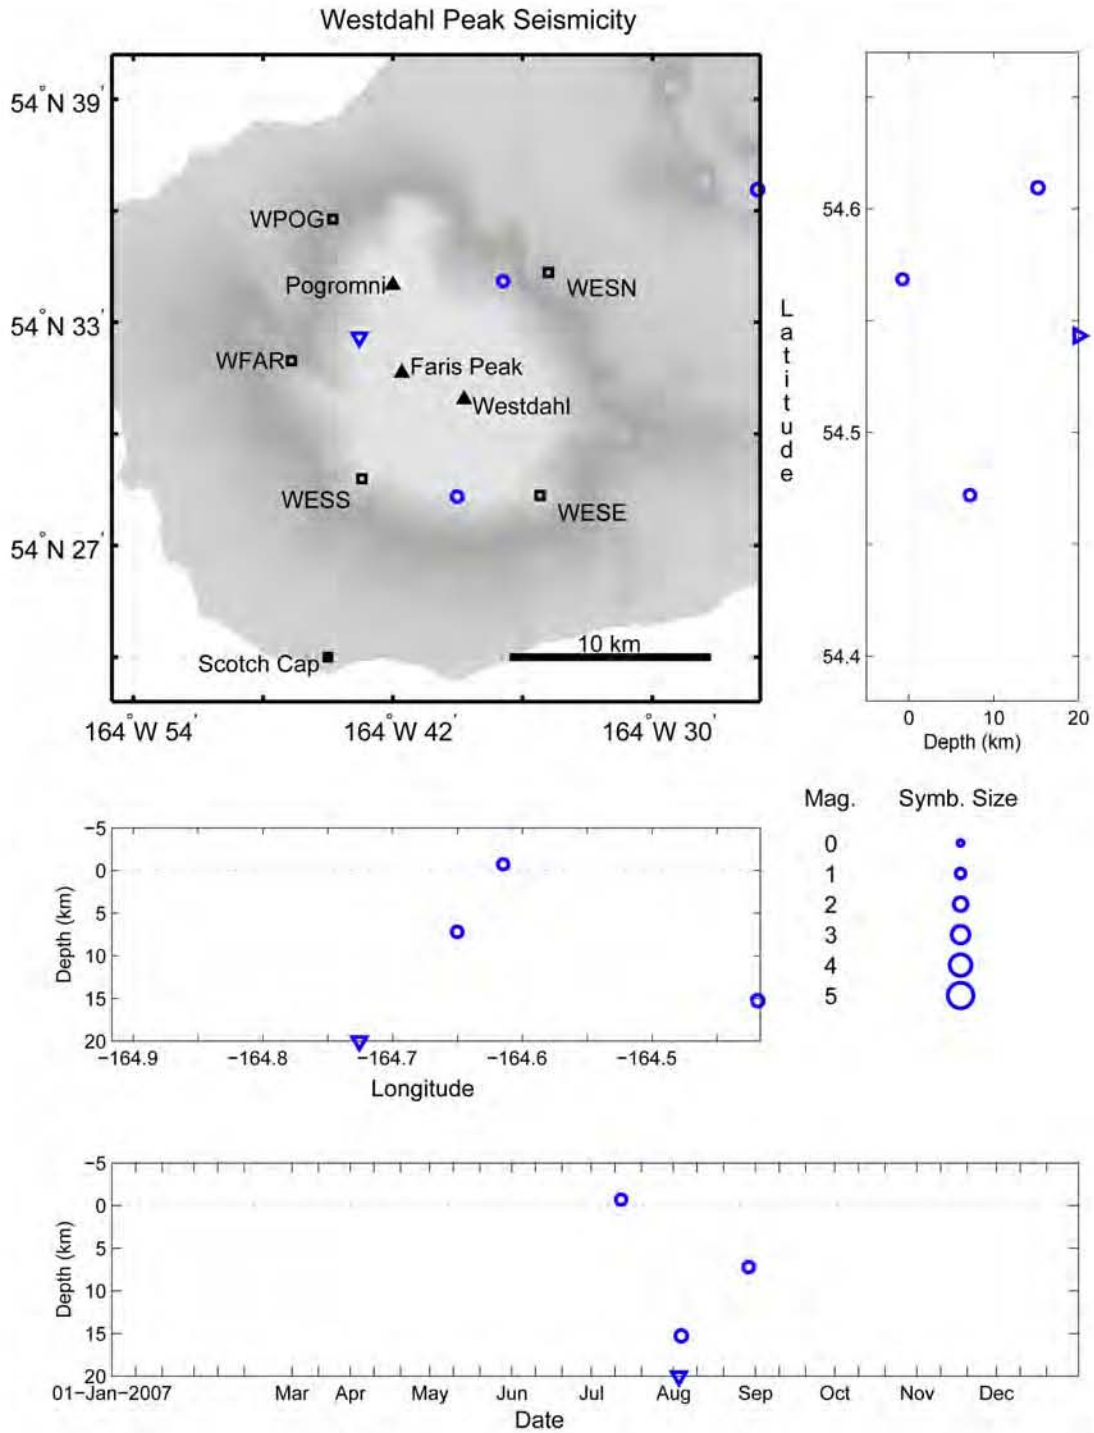 Westdahl Peak Seismicity
54°N 39'
54°N 33'
54°N 27'
WPOG
Pogromni
WESN
WFAR
Faris Peak
Westdahl
WESS
WESE
10 km
Scotch Cap
164°W 54'
164°W 42'
164°W 30'
Latitude
54.6
54.5
54.4
0 10 20
Depth (km)
−5
0
5
10
15
20
Depth (km)
−164.9 −164.8 −164.7 −164.6 −164.5
Longitude
Mag. Symb. Size
0
1
2
3
4
5
−5
0
5
10
15
20
Depth (km)
01−Jan−2007 Mar Apr May Jun Jul Aug Sep Oct Nov Dec
Date